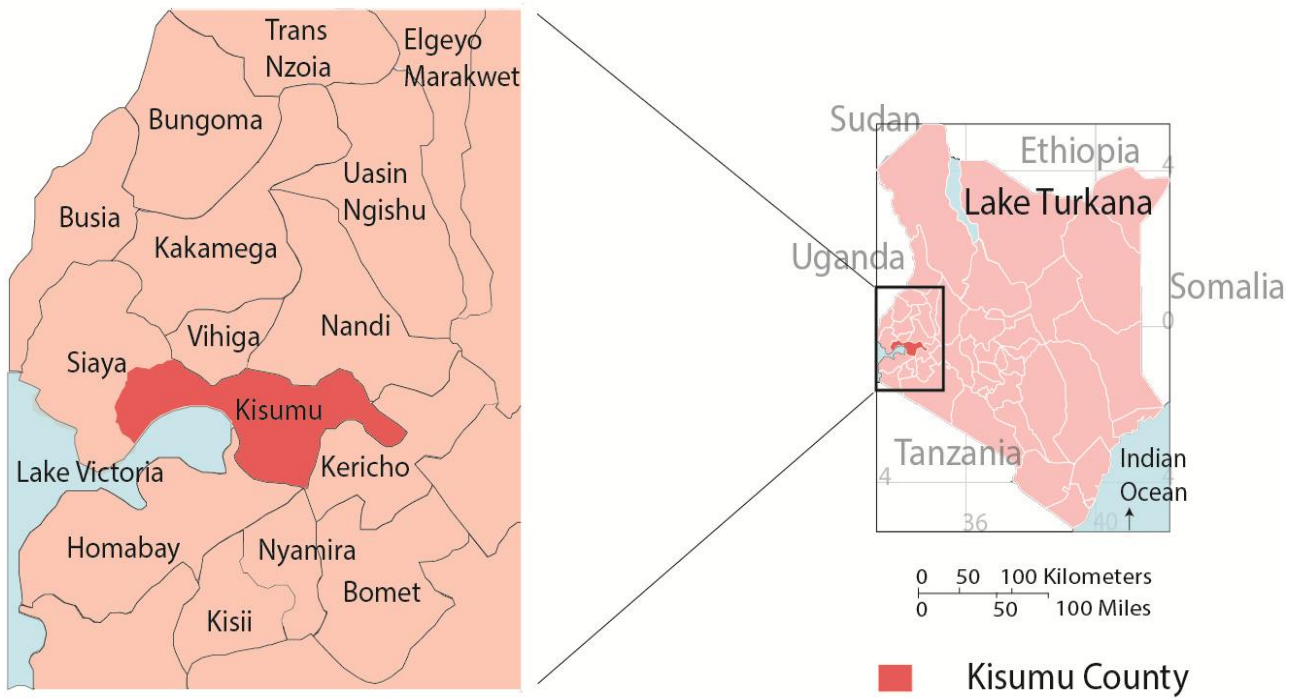 Trans
Nzoia
Elgeyo
Marakwet
Bungoma
Uasin
Ngishu
Busia
Kakamega
Vihiga
Nandi
Siaya
Kisumu
Lake Victoria
Kericho
Homabay
Nyamira
Bomet
Kisii
Sudan
Ethiopia
4
Lake Turkana
Uganda
Somalia
0
Tanzania
Indian
Ocean
4
4
36
40
0 50 100 Kilometers
0 50 100 Miles
Kisumu County